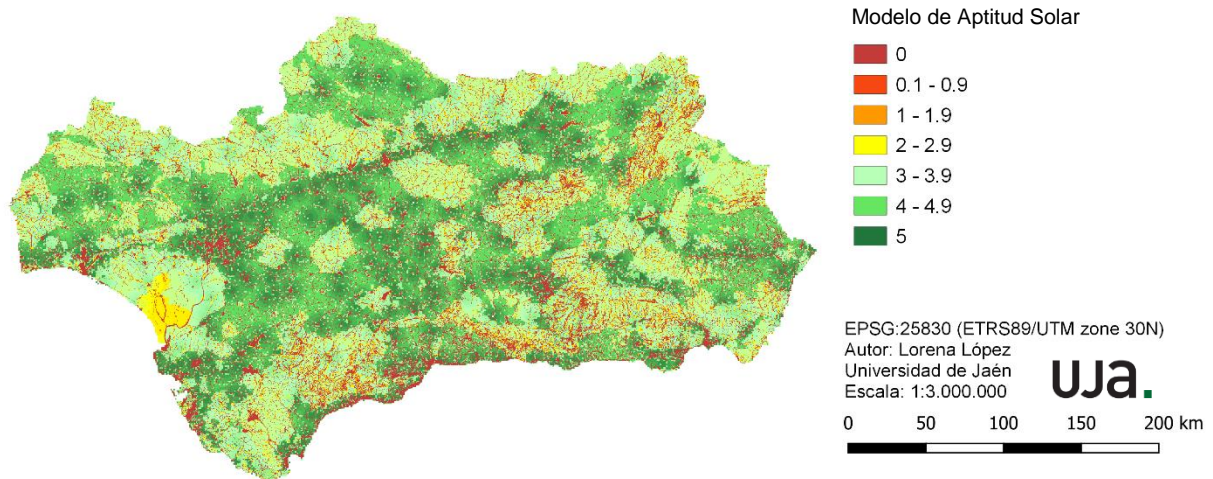 Modelo de Aptitud Solar
0
0.1 - 0.9
1 - 1.9
2 - 2.9
3 - 3.9
4 - 4.9
5
EPSG:25830 (ETRS89/UTM zone 30N)
Autor: Lorena López
Universidad de Jaén
Escala: 1:3.000.000
uja.
0 50 100 150 200 km